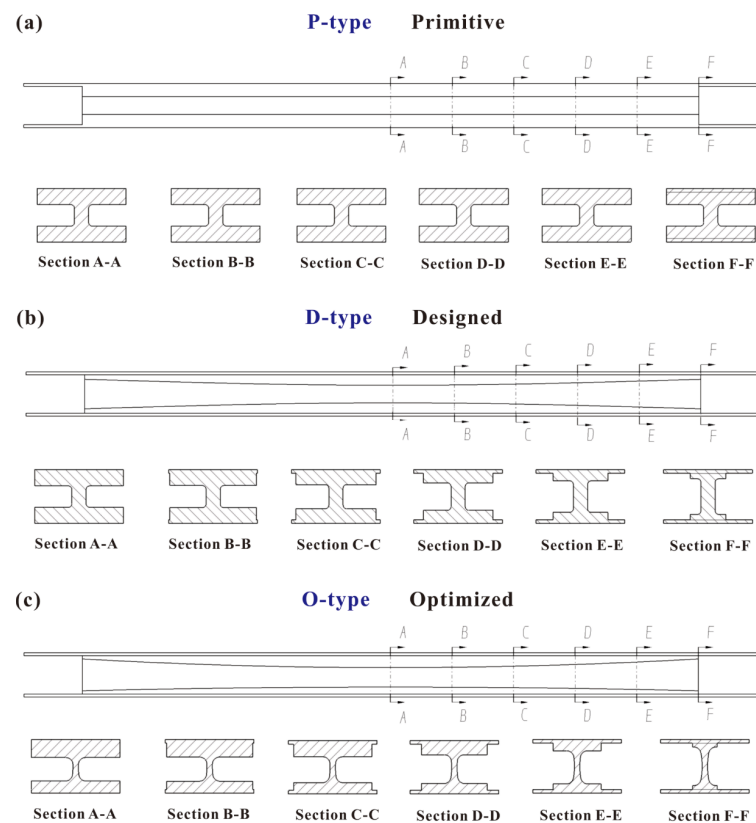 (a) P-type Primitive
A B C D E F
A B C D E F
Section A-A Section B-B Section C-C Section D-D Section E-E Section F-F
(b) D-type Designed
A B C D E F
A B C D E F
Section A-A Section B-B Section C-C Section D-D Section E-E Section F-F
(c) O-type Optimized
A B C D E F
A B C D E F
Section A-A Section B-B Section C-C Section D-D Section E-E Section F-F